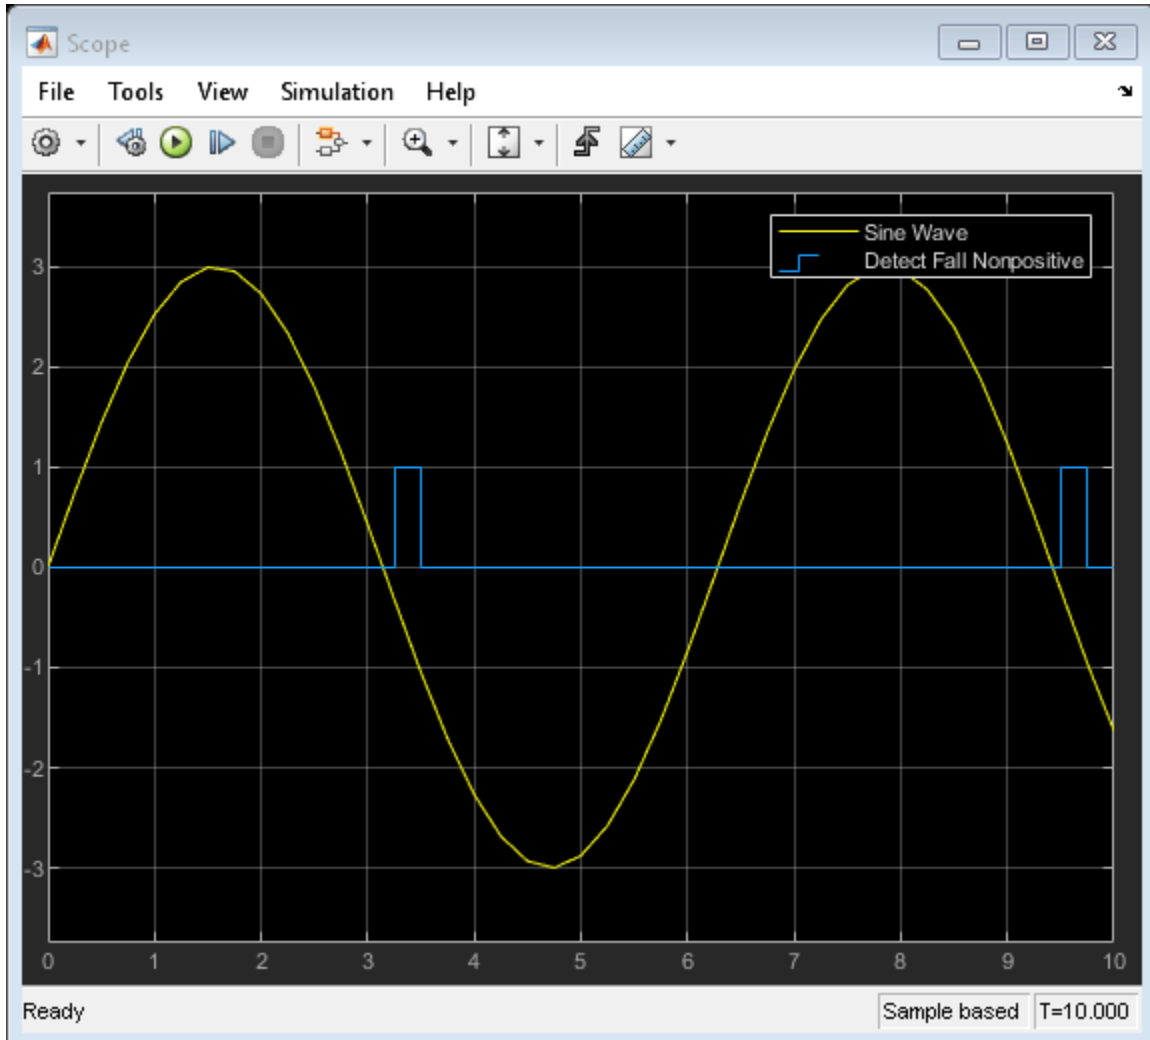 Scope
File Tools View Simulation Help
Sine Wave
Detect Fall Nonpositive
3
2
1
0
-1
-2
-3
0 1 2 3 4 5 6 7 8 9 10
Ready Sample based T=10.000